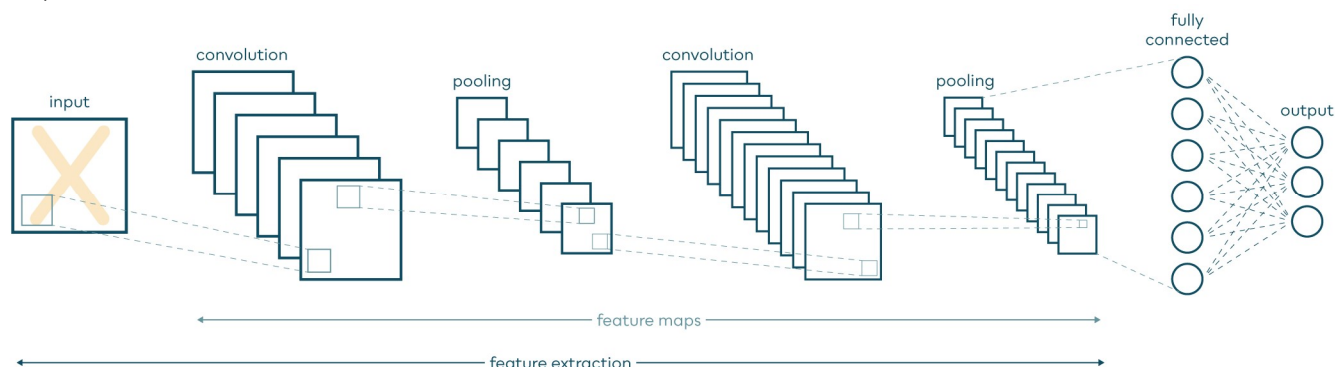 input
convolution
pooling
convolution
pooling
fully
connected
output
feature maps
feature extraction